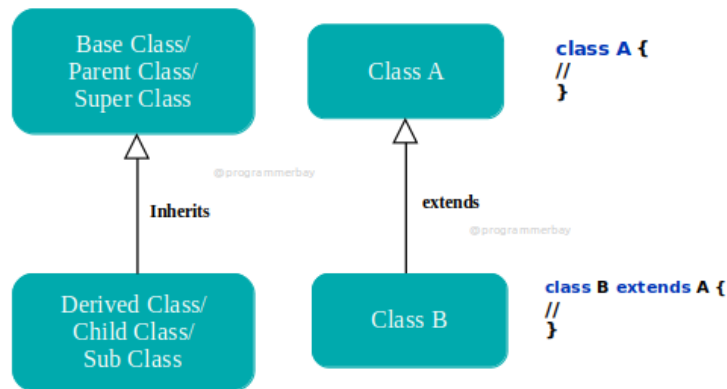 Base Class/
Parent Class/
Super Class
Class A
class A {
//
}
@programmerbay
Inherits
extends
@programmerbay
Derived Class/
Child Class/
Sub Class
Class B
class B extends A {
//
}